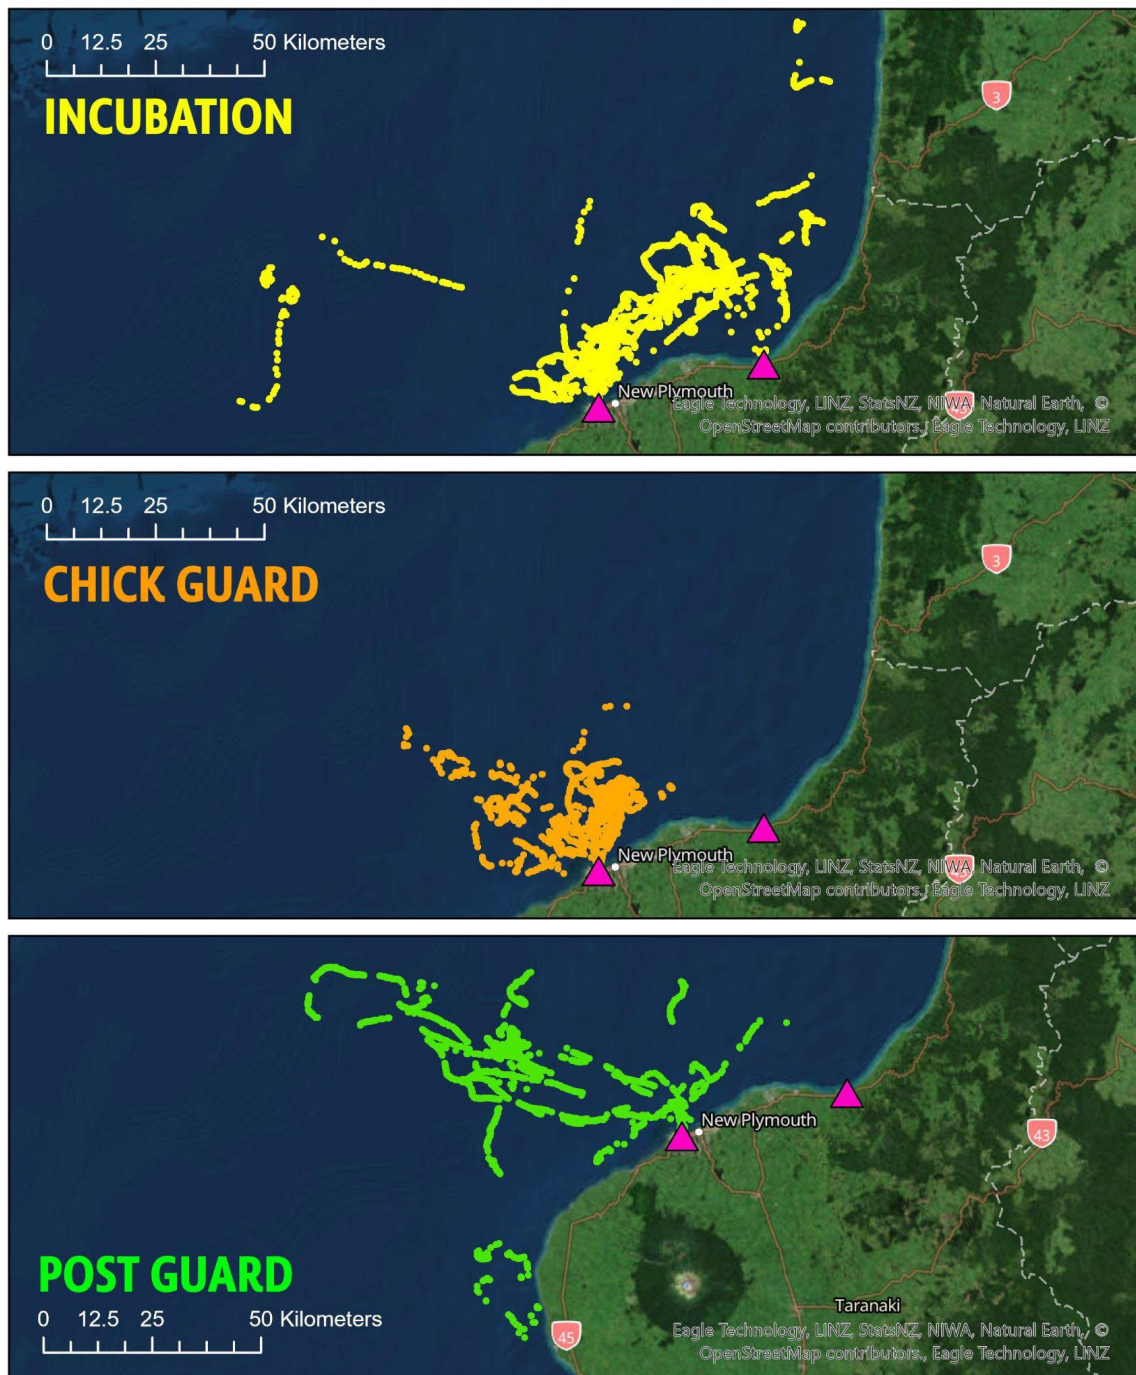 0 12.5 25 50 Kilometers
INCUBATION
3
New Plymouth
Eagle Technology, LINZ, StatsNZ, NIWA, Natural Earth, ©
OpenStreetMap contributors., Eagle Technology, LINZ
0 12.5 25 50 Kilometers
CHICK GUARD
3
New Plymouth
Eagle Technology, LINZ, StatsNZ, NIWA, Natural Earth, ©
OpenStreetMap contributors., Eagle Technology, LINZ
New Plymouth
43
POST GUARD
0 12.5 25 50 Kilometers
Taranaki
45
Eagle Technology, LINZ, StatsNZ, NIWA, Natural Earth, ©
OpenStreetMap contributors., Eagle Technology, LINZ